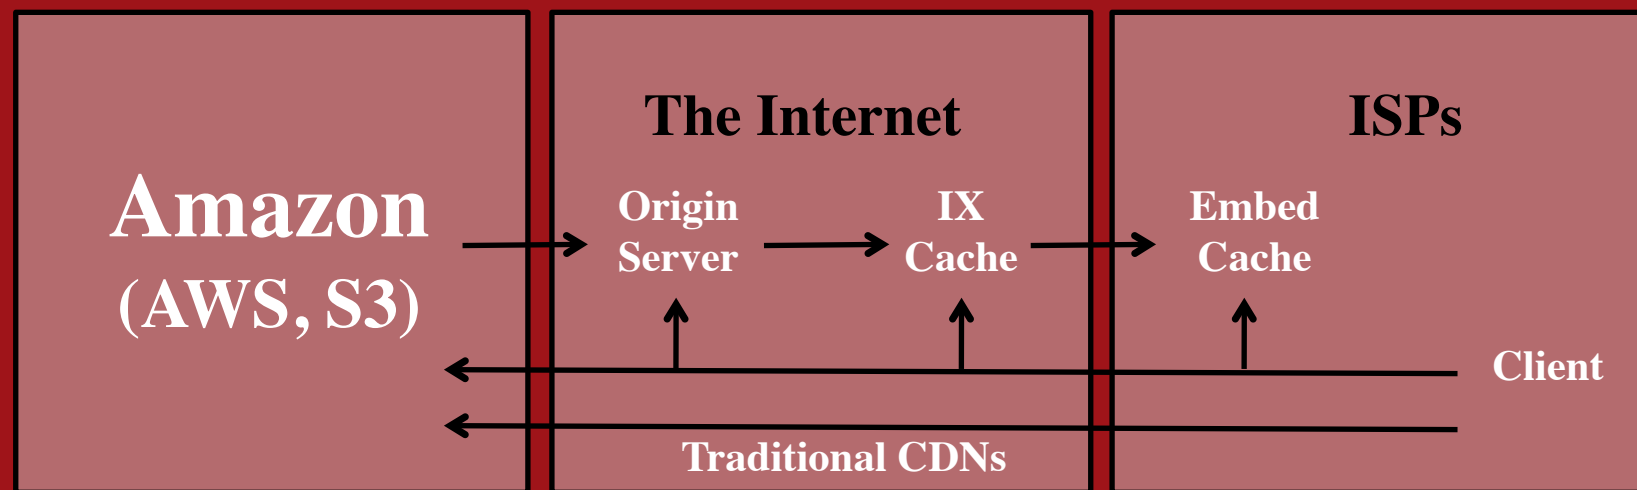 Amazon
(AWS, S3)
The Internet
Origin
Server
IX
Cache
ISPs
Embed
Cache
Client
Traditional CDNs